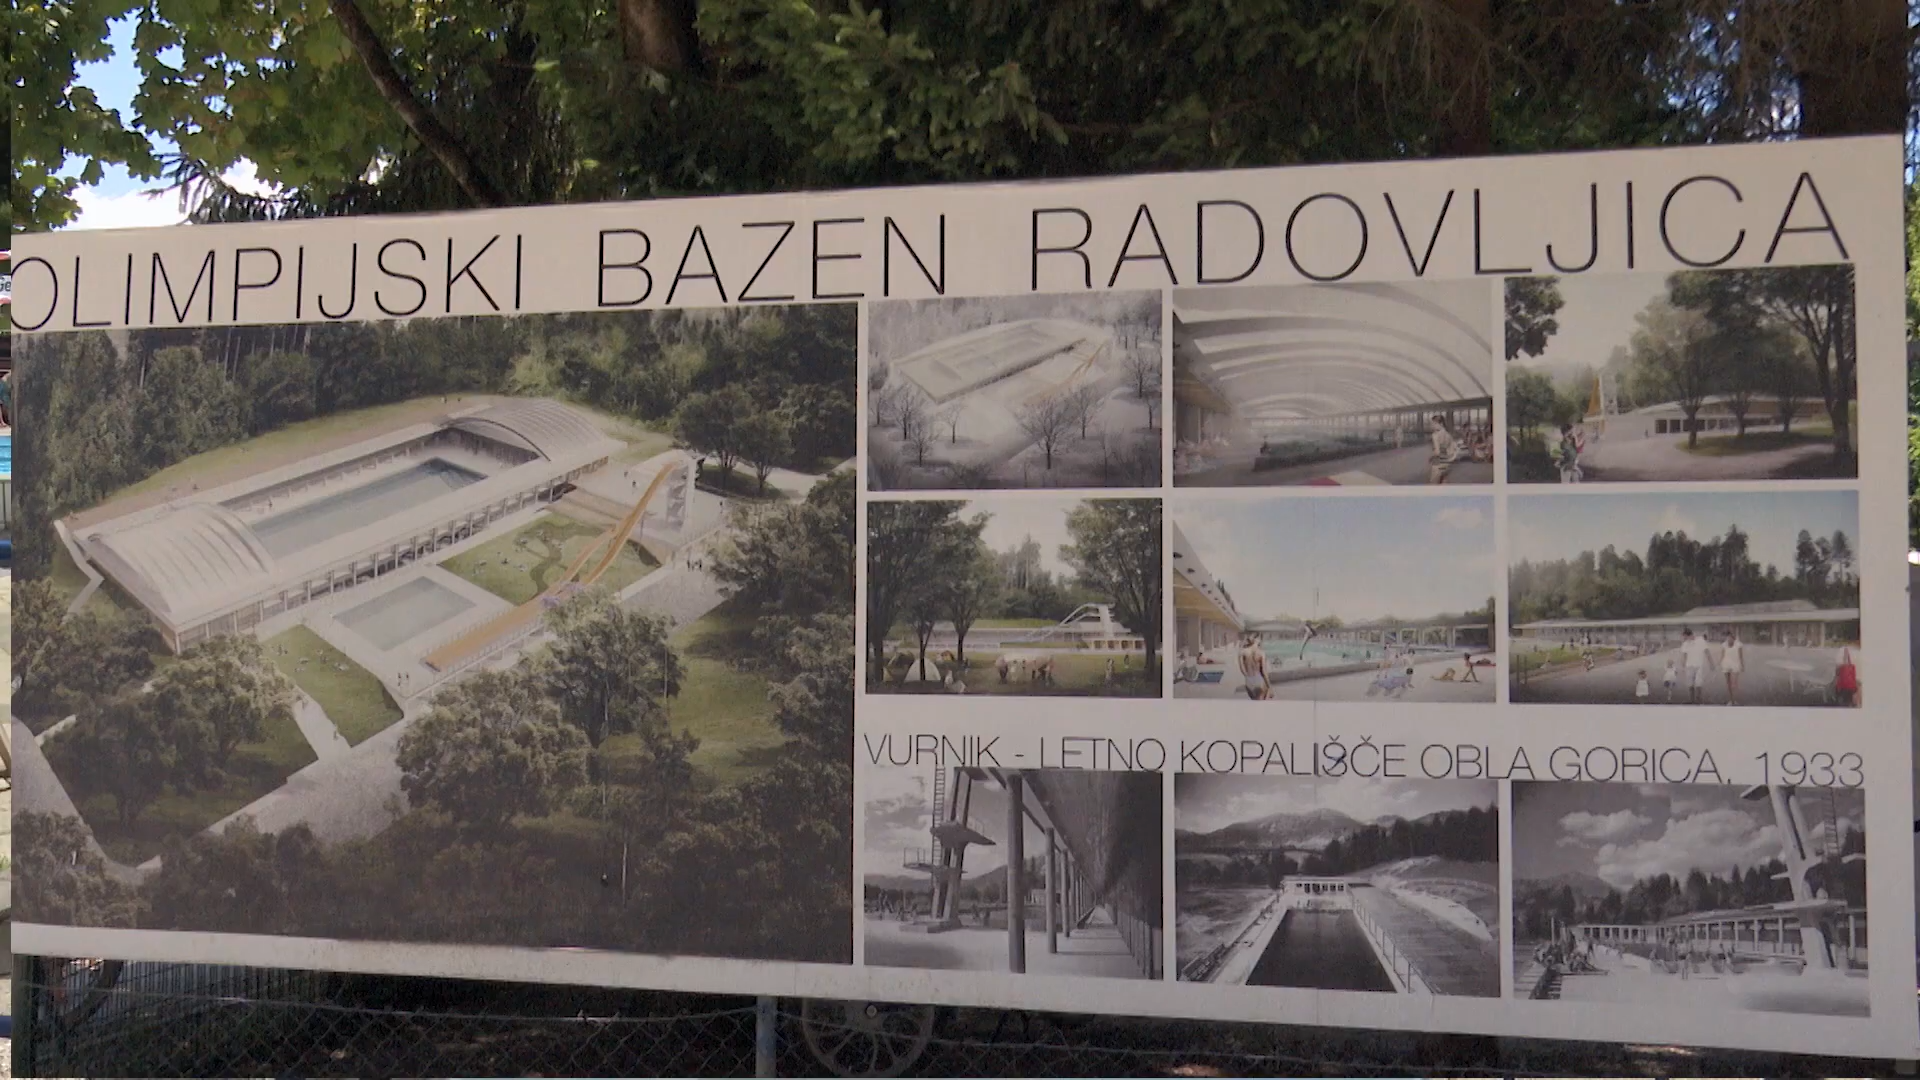 OLIMPIJSKI BAZEN RADOVLJICA
VURNIK - LETNO KOPALIŠČE OBLA GORICA, 1933